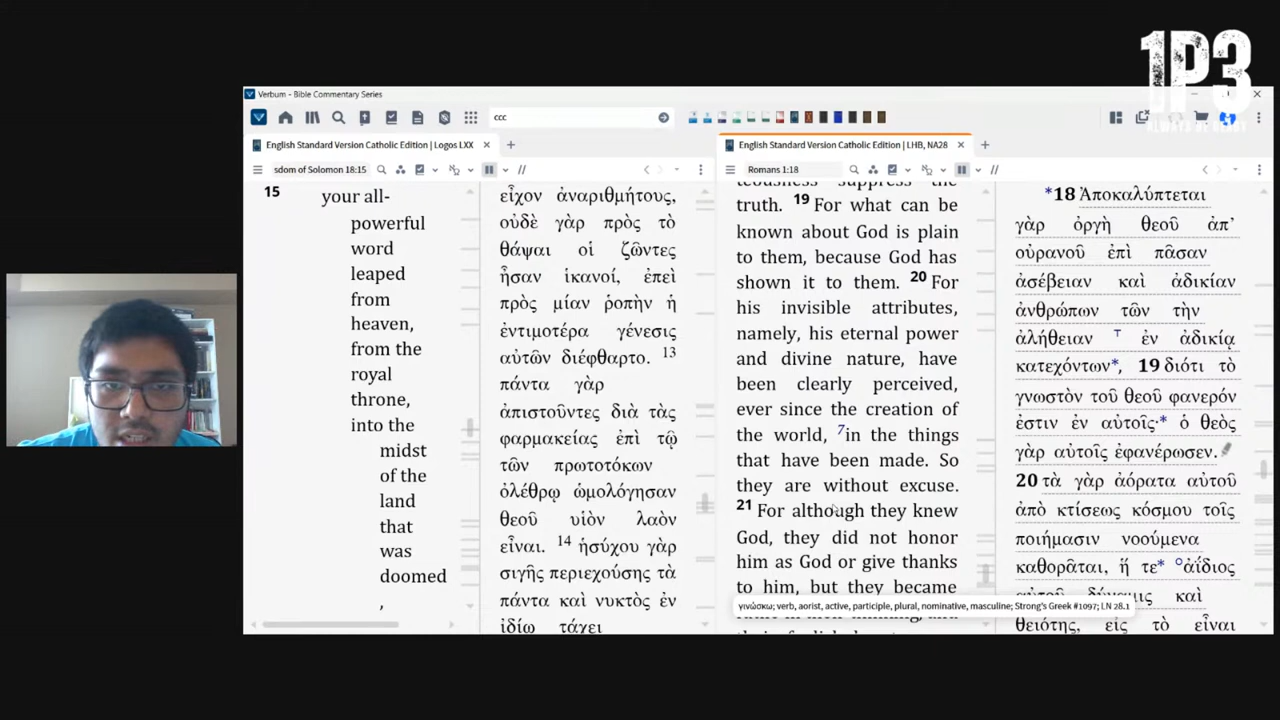 1P3
ALWAYS BE READY
Verbum - Bible Commentary Series
ccc
English Standard Version Catholic Edition | Logos LXX
sdom of Solomon 18:15
15 your all-
powerful
word
leaped
from
heaven,
from the
royal
throne,
into the
midst
of the
land
that
was
doomed
,
εἶχον ἀναριθμήτους,
οὐδὲ γὰρ πρὸς τὸ
θάψαι οἱ ζῶντες
ἦσαν ἱκανοί, ἐπεὶ
πρὸς μίαν ῥοπὴν ἡ
ἐντιμοτέρα γένεσις
αὐτῶν διέφθαρτο. 13
πάντα γὰρ
ἀπιστοῦντες διὰ τὰς
φαρμακείας ἐπὶ τῷ
τῶν πρωτοτόκων
ὀλέθρῳ ὡμολόγησαν
θεοῦ υἱὸν λαὸν
εἶναι. 14 ἡσύχου γὰρ
σιγῆς περιεχούσης τὰ
πάντα καὶ νυκτὸς ἐν
ἰδίῳ τάχει
English Standard Version Catholic Edition | LHB, NA28
Romans 1:18
teousness suppress the
truth. 19 For what can be
known about God is plain
to them, because God has
shown it to them. 20 For
his invisible attributes,
namely, his eternal power
and divine nature, have
been clearly perceived,
ever since the creation of
the world, 7in the things
that have been made. So
they are without excuse.
21 For although they knew
God, they did not honor
him as God or give thanks
to him, but they became
*18 Ἀποκαλύπτεται
γὰρ ὀργὴ θεοῦ ἀπ’
οὐρανοῦ ἐπὶ πᾶσαν
ἀσέβειαν καὶ ἀδικίαν
ἀνθρώπων τῶν τὴν
ἀλήθειαν ⸆ ἐν ἀδικίᾳ
κατεχόντων*, 19 διότι τὸ
γνωστὸν τοῦ θεοῦ φανερόν
ἐστιν ἐν αὐτοῖς·* ὁ θεὸς
γὰρ αὐτοῖς ἐφανέρωσεν.
20 τὰ γὰρ ἀόρατα αὐτοῦ
ἀπὸ κτίσεως κόσμου τοῖς
ποιήμασιν νοούμενα
καθορᾶται, ἥ τε* °ἀΐδιος
αὐτοῦ δύναμις καὶ
θειότης, εἰς τὸ εἶναι
γινώσκω; verb, aorist, active, participle, plural, nominative, masculine; Strong's Greek #1097; LN 28.1